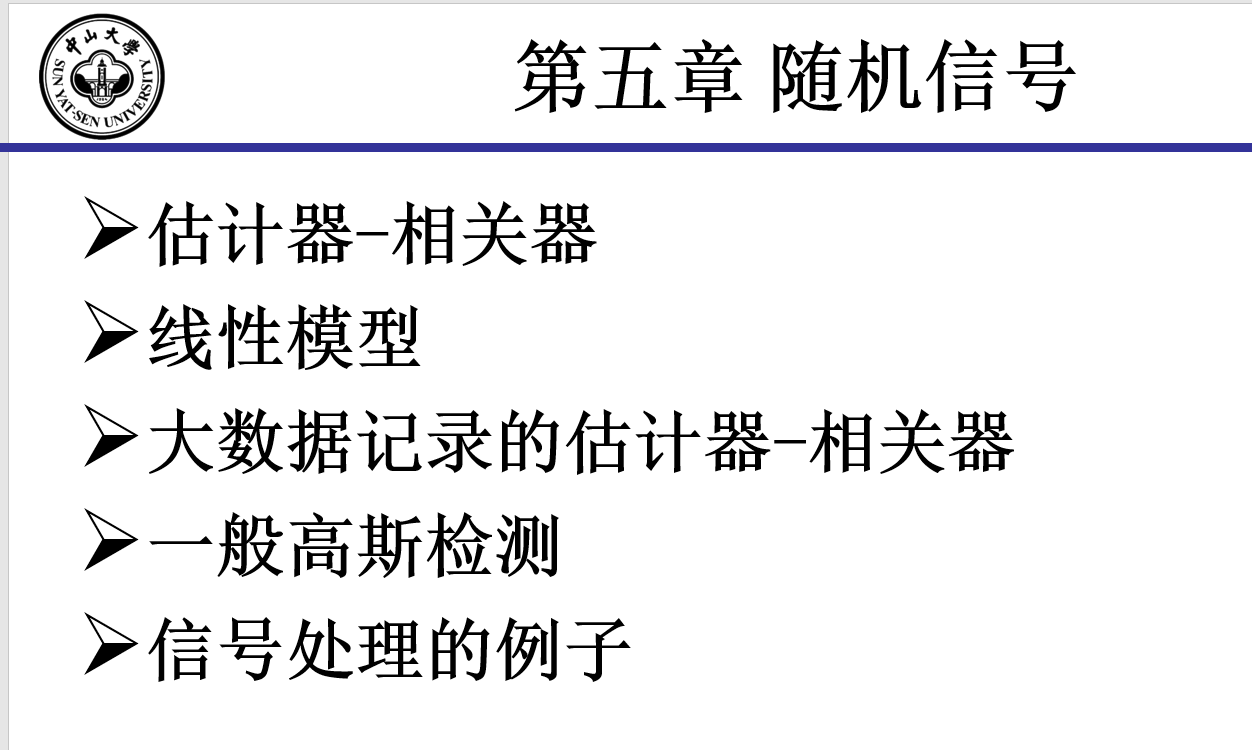 中山大學
SUN YAT-SEN UNIVERSITY
第五章 随机信号
估计器-相关器
线性模型
大数据记录的估计器-相关器
一般高斯检测
信号处理的例子